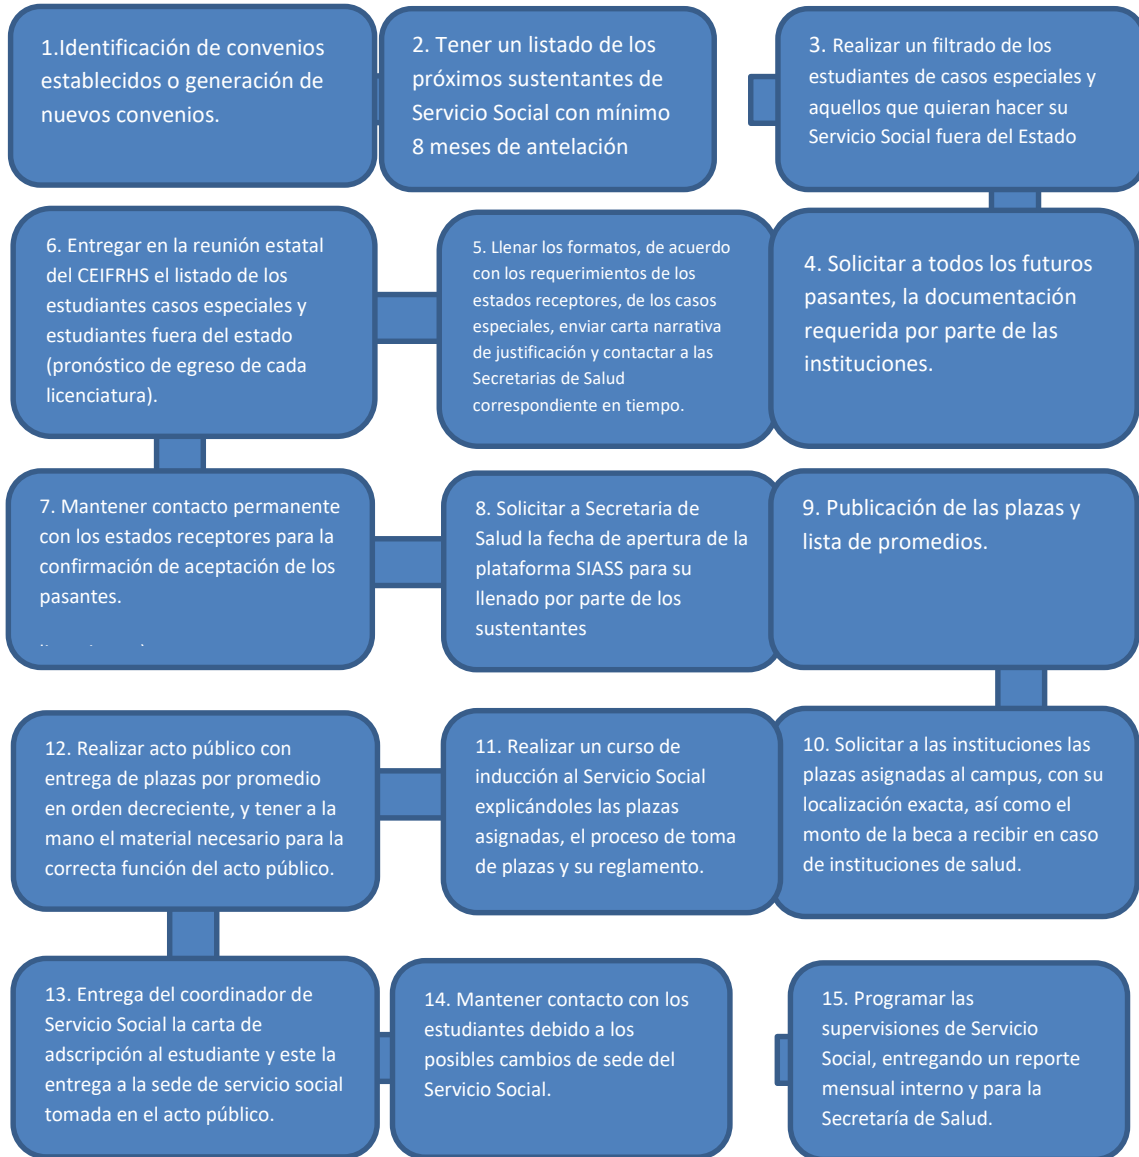 1.Identificación de convenios
establecidos o generación de
nuevos convenios.
2. Tener un listado de los
próximos sustentantes de
Servicio Social con mínimo
8 meses de antelación
3. Realizar un filtrado de los
estudiantes de casos especiales y
aquellos que quieran hacer su
Servicio Social fuera del Estado
4. Solicitar a todos los futuros
pasantes, la documentación
requerida por parte de las
instituciones.
5. Llenar los formatos, de acuerdo
con los requerimientos de los
estados receptores, de los casos
especiales, enviar carta narrativa
de justificación y contactar a las
Secretarias de Salud
correspondiente en tiempo.
6. Entregar en la reunión estatal
del CEIFRHS el listado de los
estudiantes casos especiales y
estudiantes fuera del estado
(pronóstico de egreso de cada
licenciatura).
7. Mantener contacto permanente
con los estados receptores para la
confirmación de aceptación de los
pasantes.
8. Solicitar a Secretaria de
Salud la fecha de apertura de la
plataforma SIASS para su
llenado por parte de los
sustentantes
9. Publicación de las plazas y
lista de promedios.
10. Solicitar a las instituciones las
plazas asignadas al campus, con su
localización exacta, así como el
monto de la beca a recibir en caso
de instituciones de salud.
11. Realizar un curso de
inducción al Servicio Social
explicándoles las plazas
asignadas, el proceso de toma
de plazas y su reglamento.
12. Realizar acto público con
entrega de plazas por promedio
en orden decreciente, y tener a la
mano el material necesario para la
correcta función del acto público.
13. Entrega del coordinador de
Servicio Social la carta de
adscripción al estudiante y este la
entrega a la sede de servicio social
tomada en el acto público.
14. Mantener contacto con los
estudiantes debido a los
posibles cambios de sede del
Servicio Social.
15. Programar las
supervisiones de Servicio
Social, entregando un reporte
mensual interno y para la
Secretaría de Salud.